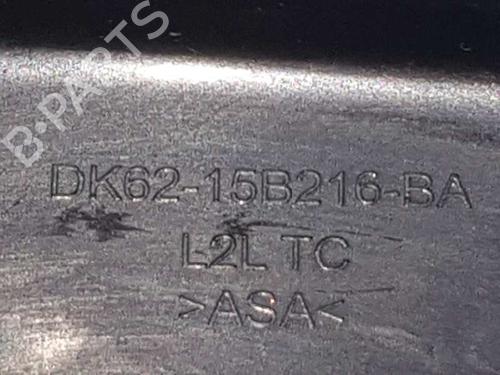 B-PARTS
DK62-15B216-BA
L2L TC
>ASA<